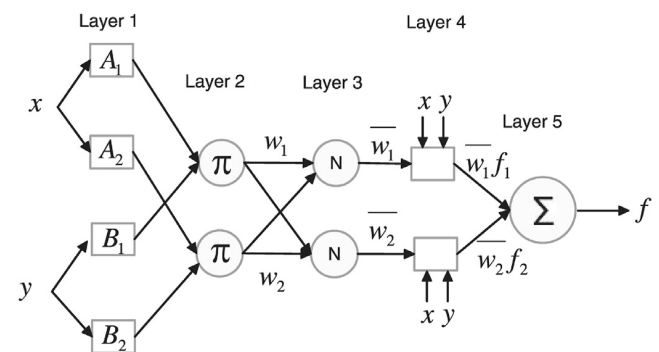 Layer 1
Layer 2
Layer 3
Layer 4
Layer 5
x
y
A₁
A₂
B₁
B₂
π
π
w₁
w₂
N
N
w̅₁
w̅₂
x y
x y
w̅₁f₁
w̅₂f₂
Σ
f